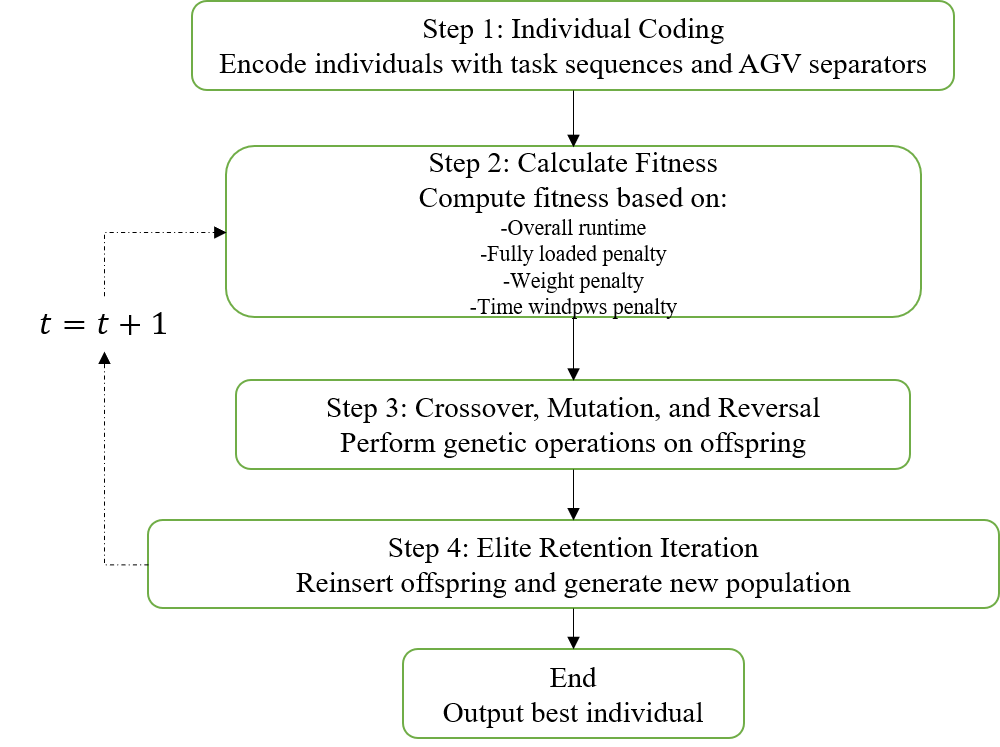 Step 1: Individual Coding
Encode individuals with task sequences and AGV separators
Step 2: Calculate Fitness
Compute fitness based on:
-Overall runtime
-Fully loaded penalty
-Weight penalty
-Time windpws penalty
t = t + 1
Step 3: Crossover, Mutation, and Reversal
Perform genetic operations on offspring
Step 4: Elite Retention Iteration
Reinsert offspring and generate new population
End
Output best individual